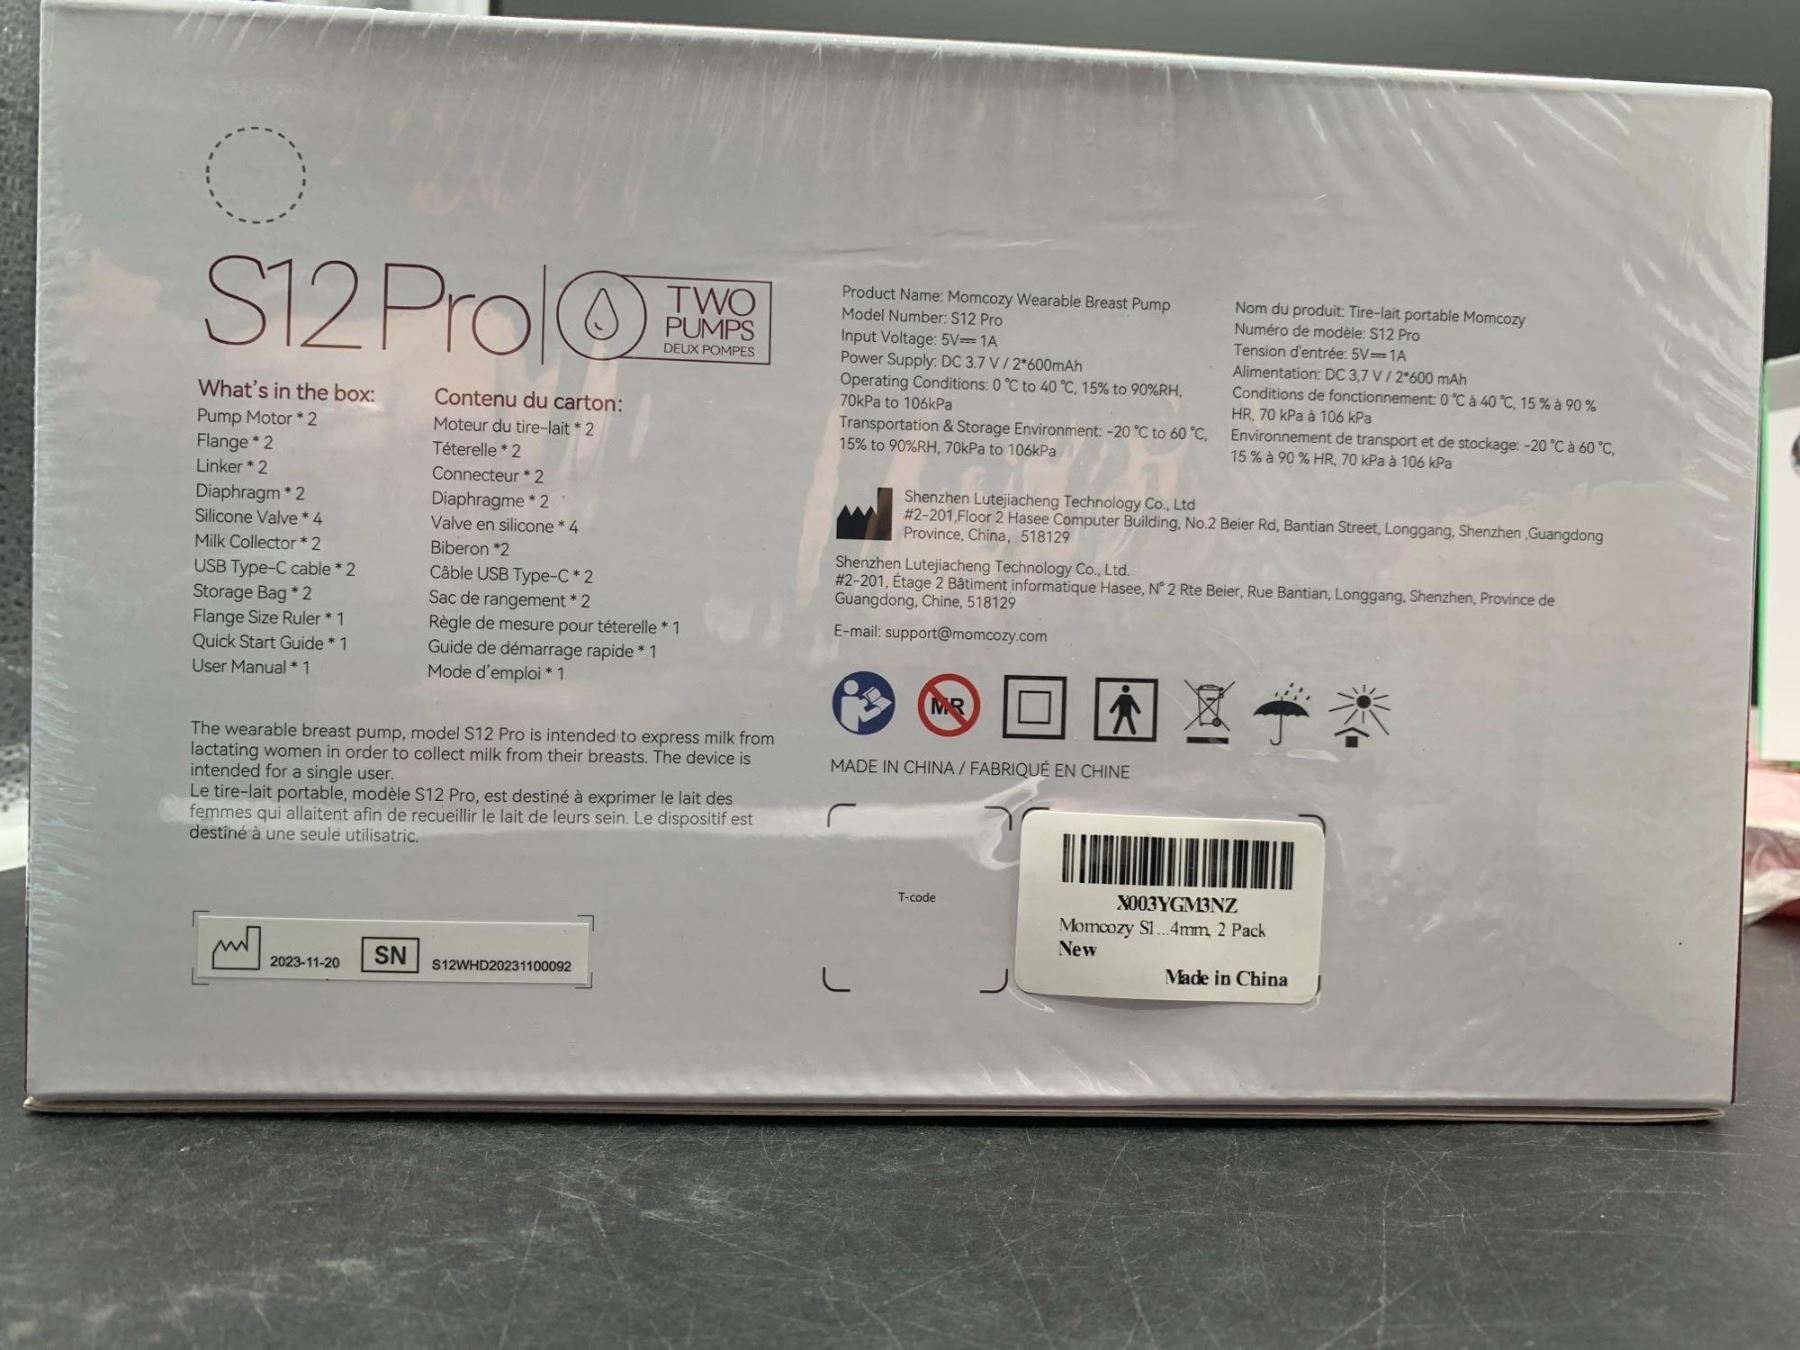 S12 Pro
TWO
PUMPS
DEUX POMPES
What's in the box:
Pump Motor * 2
Flange * 2
Linker * 2
Diaphragm * 2
Silicone Valve * 4
Milk Collector * 2
USB Type-C cable * 2
Storage Bag * 2
Flange Size Ruler * 1
Quick Start Guide * 1
User Manual * 1
Contenu du carton:
Moteur du tire-lait * 2
Téterelle * 2
Connecteur * 2
Diaphragme * 2
Valve en silicone * 4
Biberon *2
Câble USB Type-C * 2
Sac de rangement * 2
Règle de mesure pour téterelle * 1
Guide de démarrage rapide * 1
Mode d'emploi * 1
The wearable breast pump, model S12 Pro is intended to express milk from
lactating women in order to collect milk from their breasts. The device is
intended for a single user.
Le tire-lait portable, modèle S12 Pro, est destiné à exprimer le lait des
femmes qui allaitent afin de recueillir le lait de leurs sein. Le dispositif est
destiné à une seule utilisatric.
2023-11-20
SN
S12WHD20231100092
Product Name: Momcozy Wearable Breast Pump
Model Number: S12 Pro
Input Voltage: 5V⎓1A
Power Supply: DC 3.7 V / 2*600mAh
Operating Conditions: 0 °C to 40 °C, 15% to 90%RH,
70kPa to 106kPa
Transportation & Storage Environment: -20 °C to 60 °C,
15% to 90%RH, 70kPa to 106kPa
Nom du produit: Tire-lait portable Momcozy
Numéro de modèle: S12 Pro
Tension d'entrée: 5V⎓1A
Alimentation: DC 3,7 V / 2*600 mAh
Conditions de fonctionnement: 0 °C à 40 °C, 15 % à 90 %
HR, 70 kPa à 106 kPa
Environnement de transport et de stockage: -20 °C à 60 °C,
15 % à 90 % HR, 70 kPa à 106 kPa
Shenzhen Lutejiacheng Technology Co., Ltd
#2-201,Floor 2 Hasee Computer Building, No.2 Beier Rd, Bantian Street, Longgang, Shenzhen ,Guangdong
Province, China, 518129
Shenzhen Lutejiacheng Technology Co., Ltd.
#2-201, Étage 2 Bâtiment informatique Hasee, N° 2 Rte Beier, Rue Bantian, Longgang, Shenzhen, Province de
Guangdong, Chine, 518129
E-mail: support@momcozy.com
MR
MADE IN CHINA / FABRIQUÉ EN CHINE
T-code
X003YGM3NZ
Momcozy S1...4mm, 2 Pack
New
Made in China